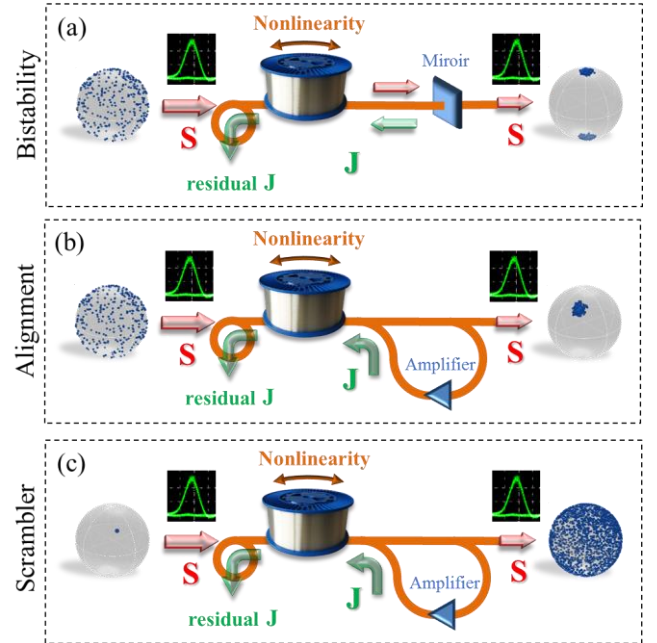 (a)
Nonlinearity
Miroir
S
residual J
J
S
Bistability
(b)
Nonlinearity
S
residual J
J
Amplifier
S
Alignment
(c)
Nonlinearity
S
residual J
J
Amplifier
S
Scrambler